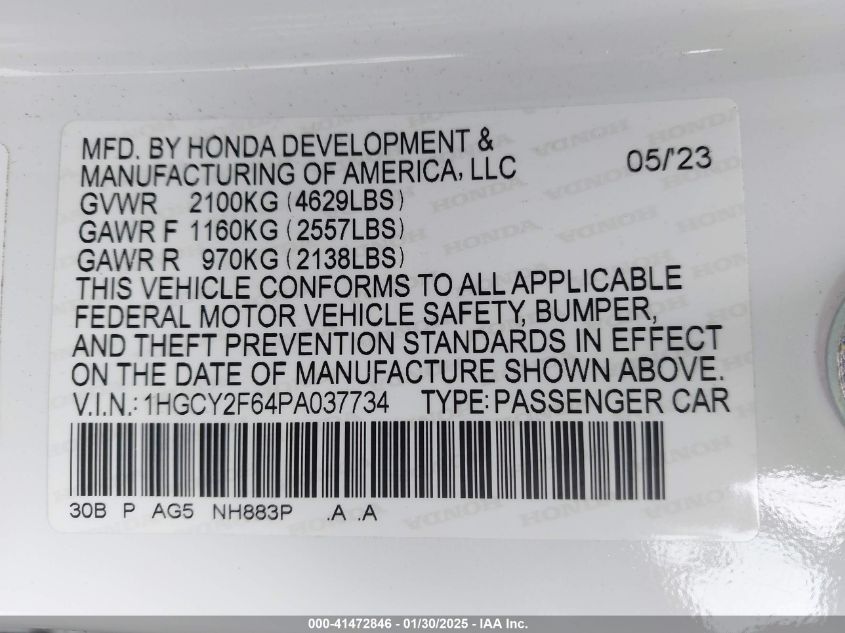 MFD. BY HONDA DEVELOPMENT &
MANUFACTURING OF AMERICA, LLC 05/'23
GVWR 2100KG (4629LBS)
GAWR F 1160KG (2557LBS)
GAWR R 970KG (2138LBS)
THIS VEHICLE CONFORMS TO ALL APPLICABLE
FEDERAL MOTOR VEHICLE SAFETY, BUMPER,
AND THEFT PREVENTION STANDARDS IN EFFECT
ON THE DATE OF MANUFACTURE SHOWN ABOVE.
V.I.N.: 1HGCY2F64PA037734 TYPE: PASSENGER CAR
30B P AG5 NH883P .A .A
000-41472846 - 01/30/2025 - IAA Inc.